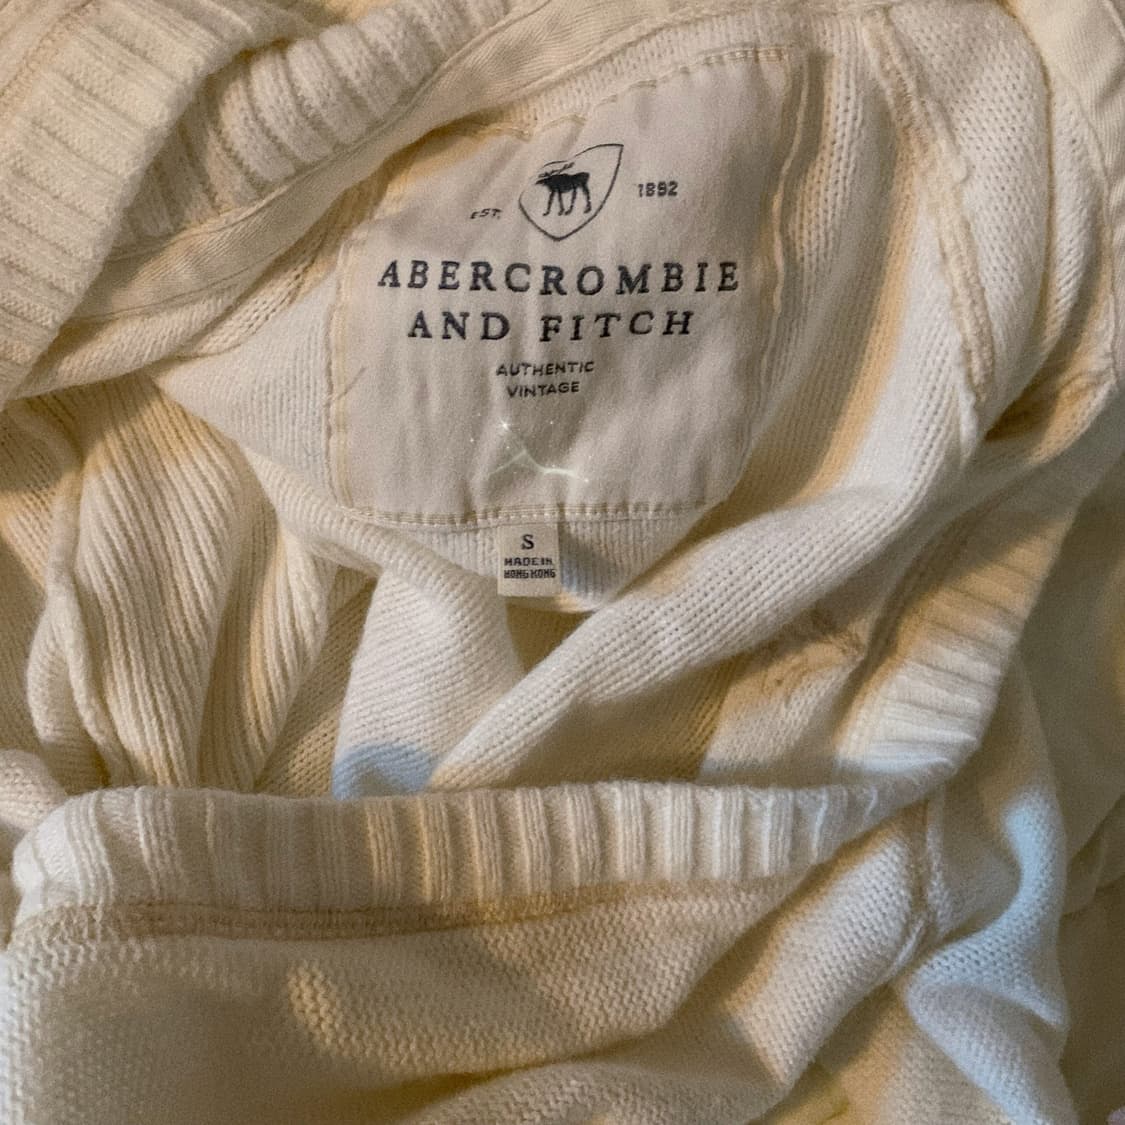 EST. 1892
ABERCROMBIE
AND FITCH
AUTHENTIC
VINTAGE
S
MADE IN
HONG KONG